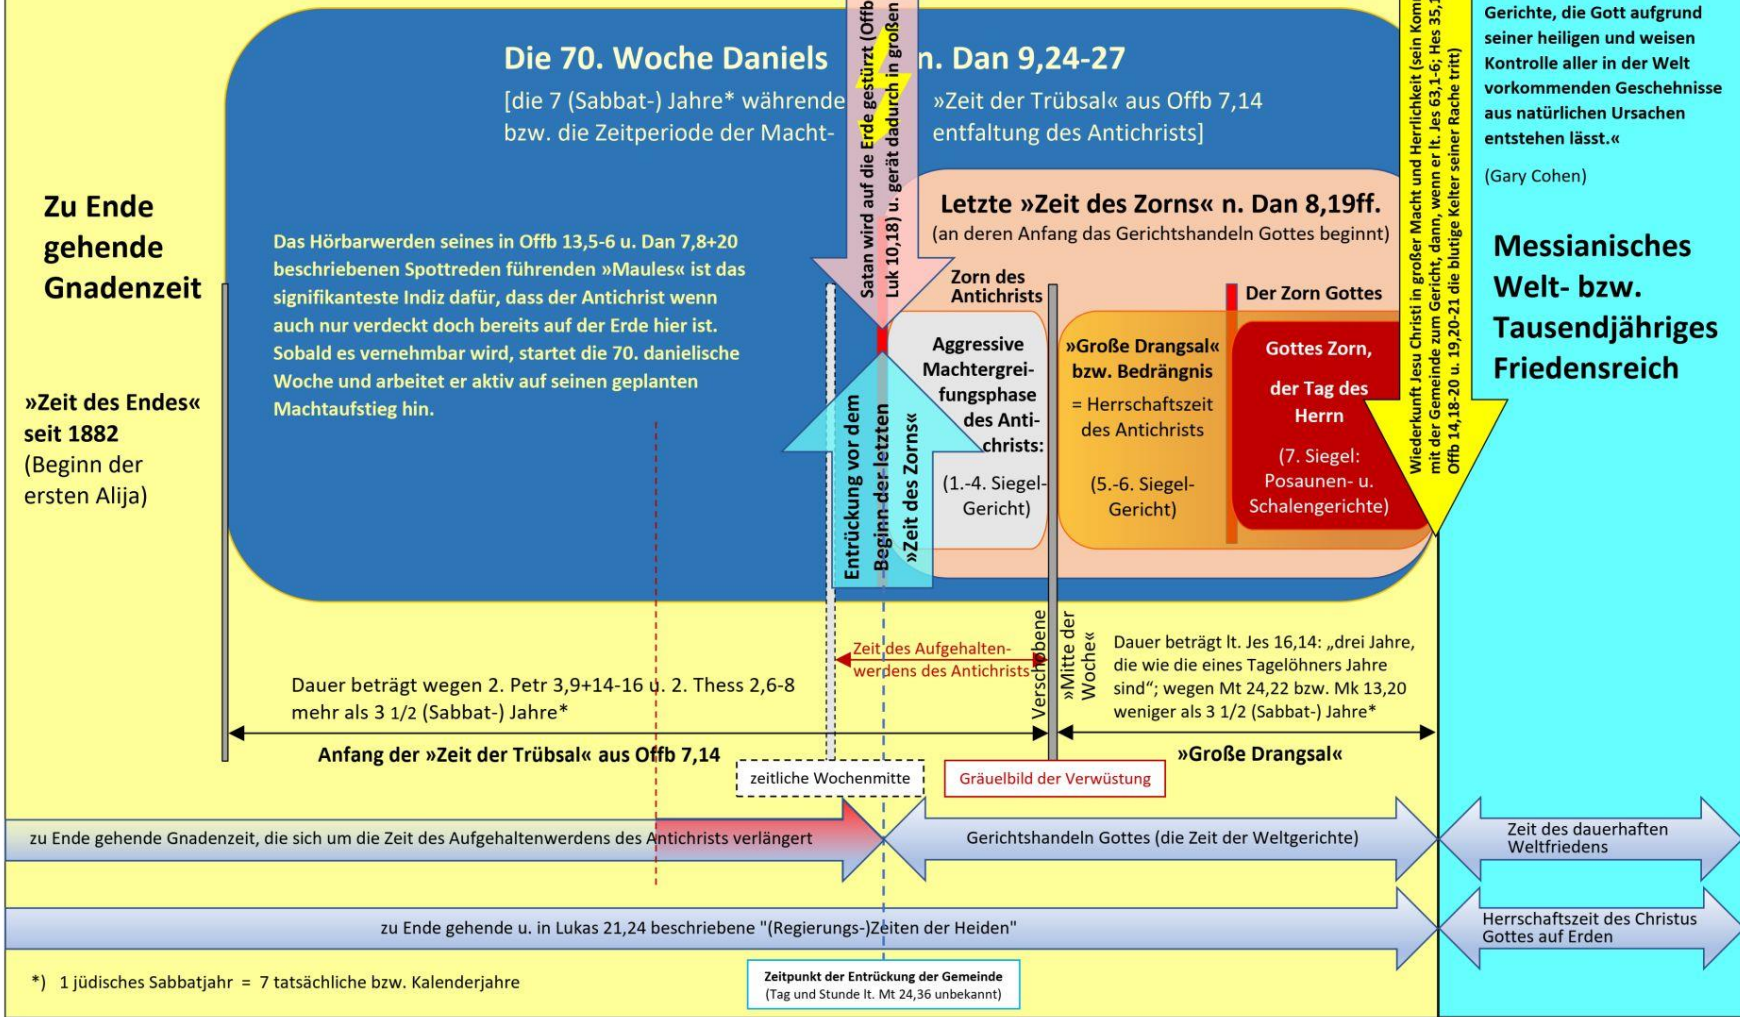 Gerichte, die Gott aufgrund
seiner heiligen und weisen
Kontrolle aller in der Welt
vorkommenden Geschehnisse
aus natürlichen Ursachen
entstehen lässt.«
(Gary Cohen)
Die 70. Woche Daniels n. Dan 9,24-27
[die 7 (Sabbat-) Jahre* währende »Zeit der Trübsal« aus Offb 7,14
bzw. die Zeitperiode der Macht- entfaltung des Antichrists]
Satan wird auf die Erde gestürzt (Offb
Luk 10,18) u. gerät dadurch in großen
Wiederkunft Jesu Christi in großer Macht und Herrlichkeit (sein Kom
mit der Gemeinde zum Gericht, dann, wenn er lt. Jes 63,1-6; Hes 35,1
Offb 14,18-20 u. 19,20-21 die blutige Kelter seiner Rache tritt)
Zu Ende
gehende
Gnadenzeit
»Zeit des Endes«
seit 1882
(Beginn der
ersten Alija)
Das Hörbarwerden seines in Offb 13,5-6 u. Dan 7,8+20
beschriebenen Spottreden führenden »Maules« ist das
signifikanteste Indiz dafür, dass der Antichrist wenn
auch nur verdeckt doch bereits auf der Erde hier ist.
Sobald es vernehmbar wird, startet die 70. danielische
Woche und arbeitet er aktiv auf seinen geplanten
Machtaufstieg hin.
Entrückung vor dem
Beginn der letzten
»Zeit des Zorns«
Letzte »Zeit des Zorns« n. Dan 8,19ff.
(an deren Anfang das Gerichtshandeln Gottes beginnt)
Zorn des
Antichrists
Aggressive
Machtergrei-
fungsphase
des Anti-
christs:
(1.-4. Siegel-
Gericht)
»Große Drangsal«
bzw. Bedrängnis
= Herrschaftszeit
des Antichrists
(5.-6. Siegel-
Gericht)
Der Zorn Gottes
Gottes Zorn,
der Tag des
Herrn
(7. Siegel:
Posaunen- u.
Schalengerichte)
Messianisches
Welt- bzw.
Tausendjähriges
Friedensreich
Zeit des Aufgehalten-
werdens des Antichrists
Verschobene
»Mitte der
Woche«
Dauer beträgt wegen 2. Petr 3,9+14-16 u. 2. Thess 2,6-8
mehr als 3 1/2 (Sabbat-) Jahre*
Anfang der »Zeit der Trübsal« aus Offb 7,14
Dauer beträgt lt. Jes 16,14: „drei Jahre,
die wie die eines Tagelöhners Jahre
sind“; wegen Mt 24,22 bzw. Mk 13,20
weniger als 3 1/2 (Sabbat-) Jahre*
»Große Drangsal«
zeitliche Wochenmitte
Gräuelbild der Verwüstung
zu Ende gehende Gnadenzeit, die sich um die Zeit des Aufgehaltenwerdens des Antichrists verlängert
Gerichtshandeln Gottes (die Zeit der Weltgerichte)
Zeit des dauerhaften
Weltfriedens
zu Ende gehende u. in Lukas 21,24 beschriebene "(Regierungs-)Zeiten der Heiden"
Herrschaftszeit des Christus
Gottes auf Erden
*) 1 jüdisches Sabbatjahr = 7 tatsächliche bzw. Kalenderjahre
Zeitpunkt der Entrückung der Gemeinde
(Tag und Stunde lt. Mt 24,36 unbekannt)